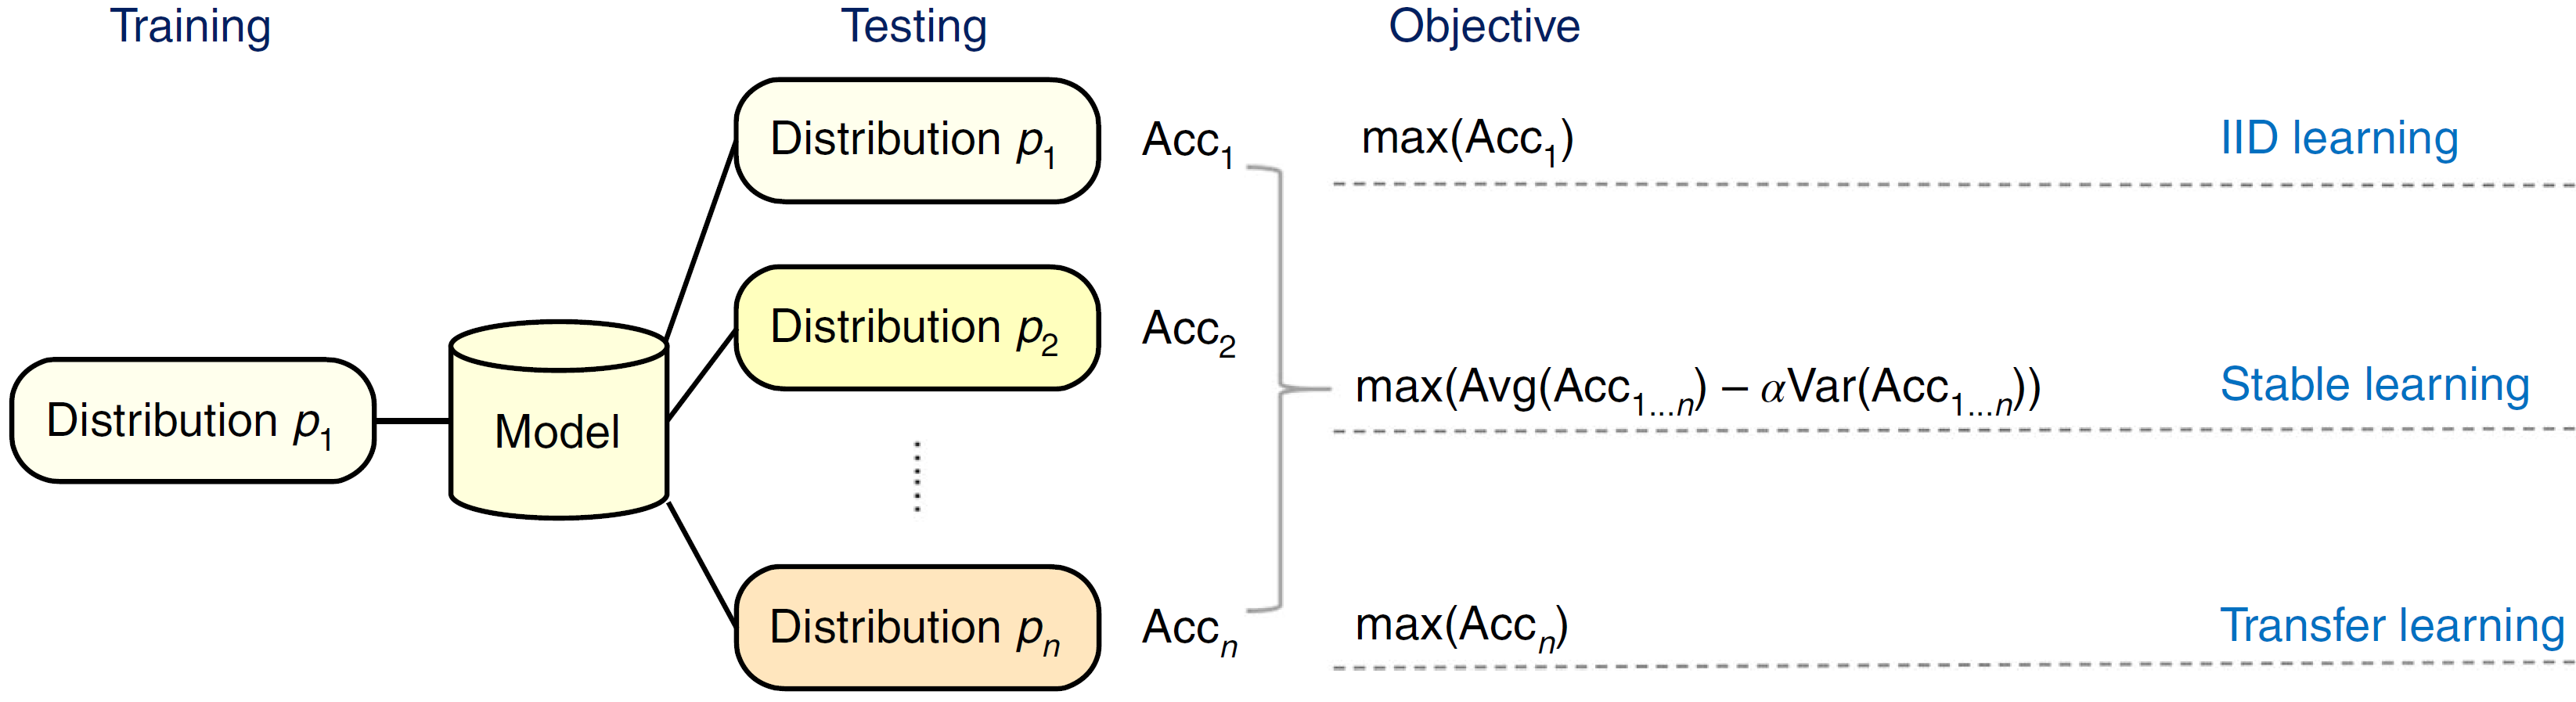 Training Testing Objective
Distribution p1 Acc1 max(Acc1) IID learning
Distribution p2 Acc2
max(Avg(Acc1...n) – αVar(Acc1...n)) Stable learning
Distribution p1 Model
Distribution pn Accn max(Accn) Transfer learning